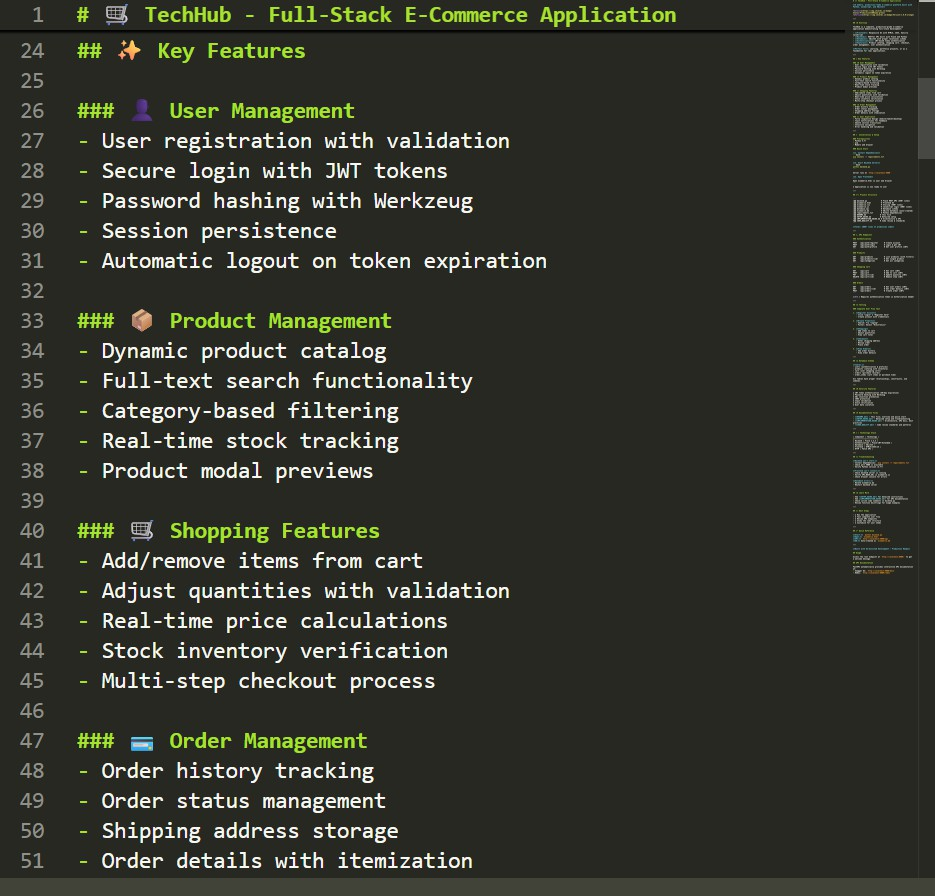 1 # 🛒 TechHub - Full-Stack E-Commerce Application
24 ## ✨ Key Features
25
26 ### 👤 User Management
27 - User registration with validation
28 - Secure login with JWT tokens
29 - Password hashing with Werkzeug
30 - Session persistence
31 - Automatic logout on token expiration
32
33 ### 📦 Product Management
34 - Dynamic product catalog
35 - Full-text search functionality
36 - Category-based filtering
37 - Real-time stock tracking
38 - Product modal previews
39
40 ### 🛒 Shopping Features
41 - Add/remove items from cart
42 - Adjust quantities with validation
43 - Real-time price calculations
44 - Stock inventory verification
45 - Multi-step checkout process
46
47 ### 💳 Order Management
48 - Order history tracking
49 - Order status management
50 - Shipping address storage
51 - Order details with itemization